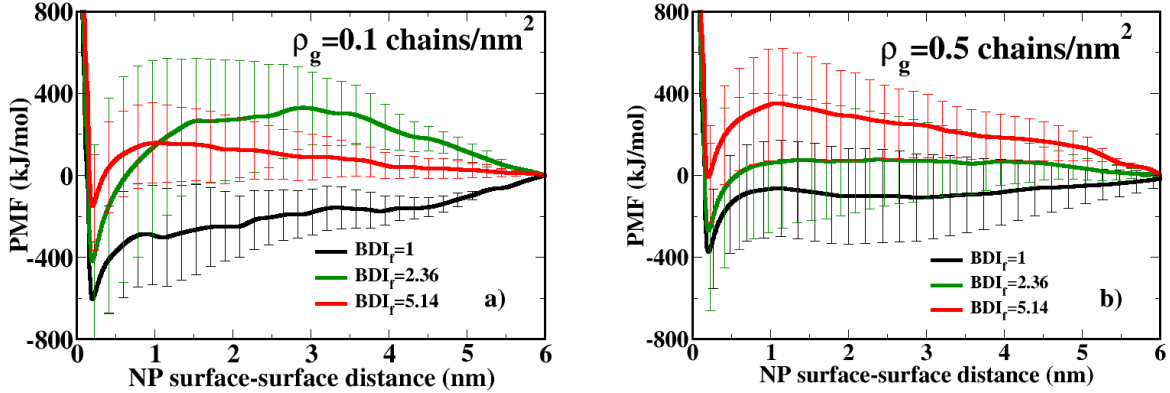 800
400
0
-400
-800
PMF (kJ/mol)
ρg=0.1 chains/nm²
BDIf=1
BDIf=2.36
BDIf=5.14
a)
0 1 2 3 4 5 6
NP surface-surface distance (nm)
800
400
0
-400
-800
PMF (kJ/mol)
ρg=0.5 chains/nm²
BDIf=1
BDIf=2.36
BDIf=5.14
b)
0 1 2 3 4 5 6
NP surface-surface distance (nm)